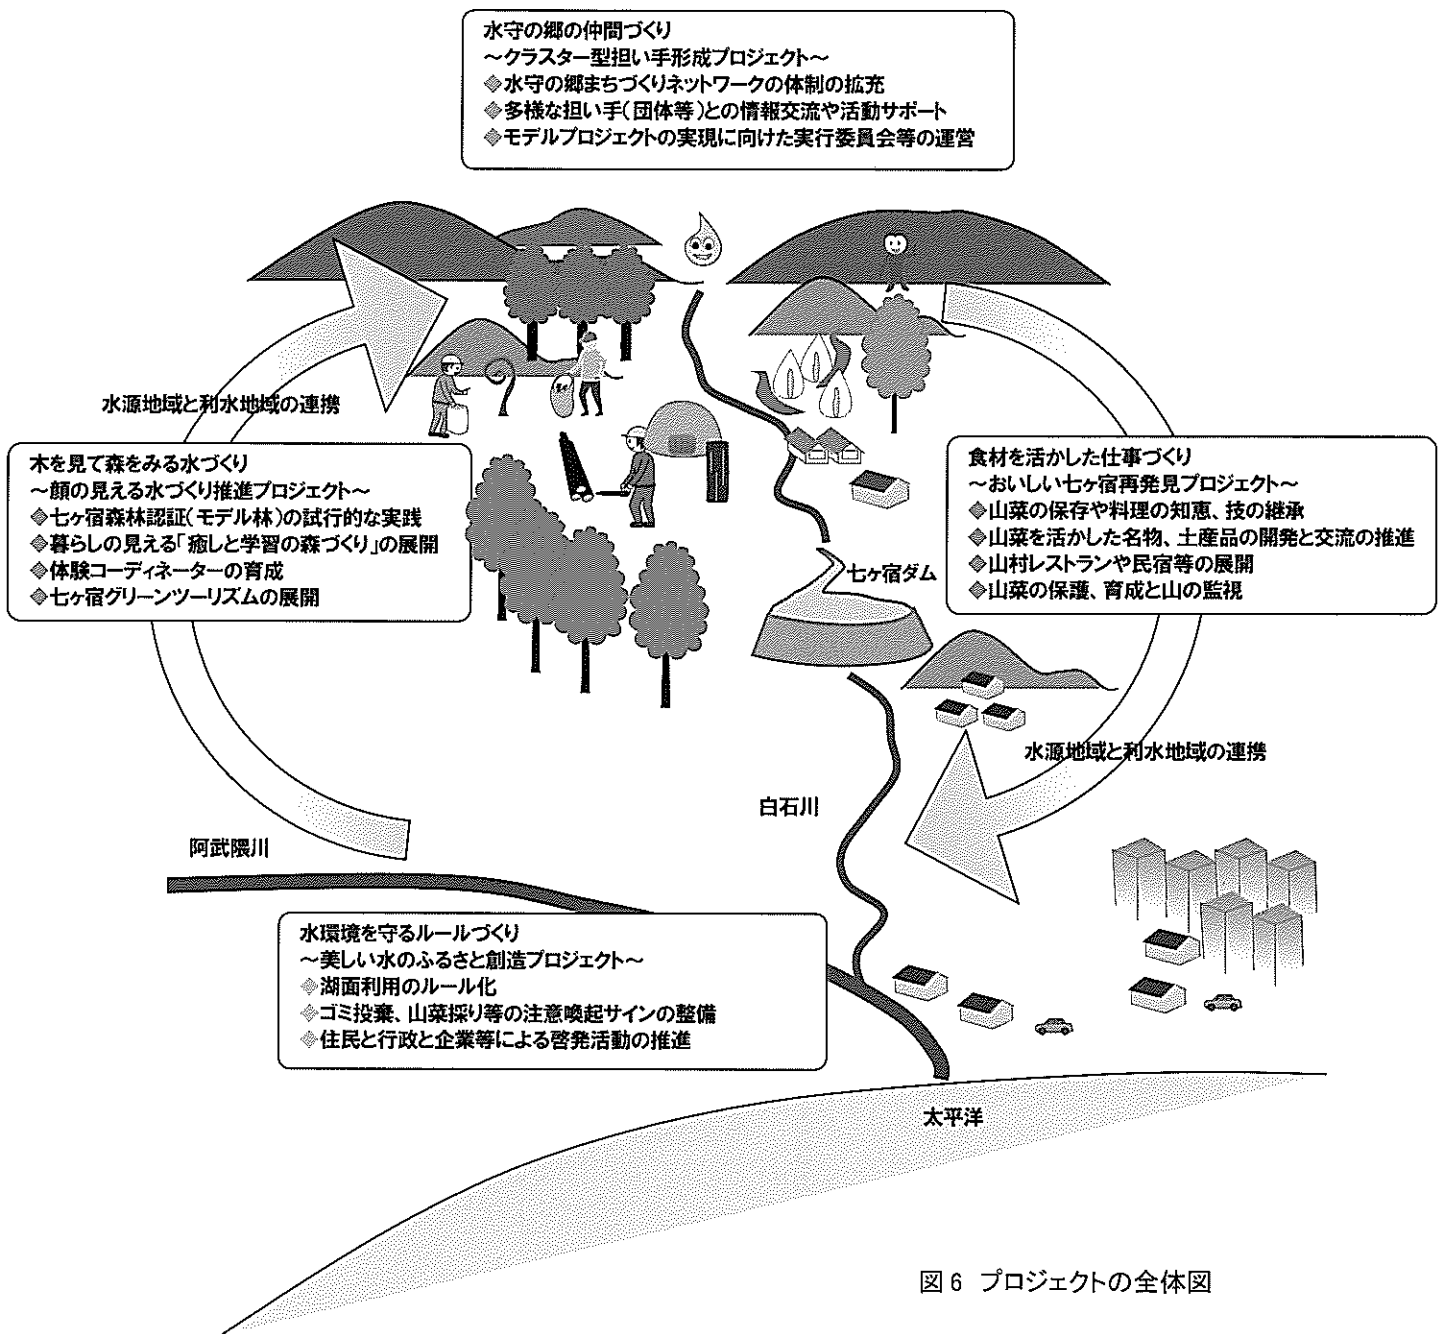 水守の郷の仲間づくり
～クラスター型担い手形成プロジェクト～
◈水守の郷まちづくりネットワークの体制の拡充
◈多様な担い手(団体等)との情報交流や活動サポート
◈モデルプロジェクトの実現に向けた実行委員会等の運営
水源地域と利水地域の連携
木を見て森をみる水づくり
～顔の見える水づくり推進プロジェクト～
◈七ヶ宿森林認証(モデル林)の試行的な実践
◈暮らしの見える「癒しと学習の森づくり」の展開
◈体験コーディネーターの育成
◈七ヶ宿グリーンツーリズムの展開
食材を活かした仕事づくり
～おいしい七ヶ宿再発見プロジェクト～
◈山菜の保存や料理の知恵、技の継承
◈山菜を活かした名物、土産品の開発と交流の推進
◈山村レストランや民宿等の展開
◈山菜の保護、育成と山の監視
七ヶ宿ダム
水源地域と利水地域の連携
白石川
阿武隈川
水環境を守るルールづくり
～美しい水のふるさと創造プロジェクト～
◈湖面利用のルール化
◈ゴミ投棄、山菜採り等の注意喚起サインの整備
◈住民と行政と企業等による啓発活動の推進
太平洋
図6 プロジェクトの全体図